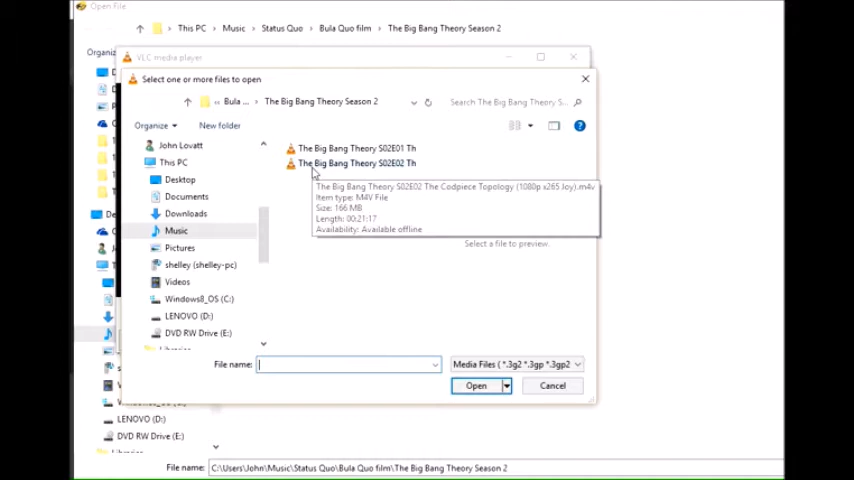 Open File
This PC > Music > Status Quo > Bula Quo film > The Big Bang Theory Season 2
Organiz
VLC media player
Select one or more files to open
« Bula ... > The Big Bang Theory Season 2
Search The Big Bang Theory S...
Organize
New folder
John Lovatt
This PC
Desktop
Documents
Downloads
Music
Pictures
shelley (shelley-pc)
Videos
Windows8_OS (C:)
LENOVO (D:)
DVD RW Drive (E:)
The Big Bang Theory S02E01 Th
The Big Bang Theory S02E02 Th
The Big Bang Theory S02E02 The Codpiece Topology (1080p x265 Joy).m4v
Item type: M4V File
Size: 166 MB
Length: 00:21:17
Availability: Available offline
Select a file to preview.
File name:
Media Files ( *.3g2 *.3gp *.3gp2
Open
Cancel
LENOVO (D:)
DVD RW Drive (E:)
File name: C:\Users\John\Music\Status Quo\Bula Quo film\The Big Bang Theory Season 2